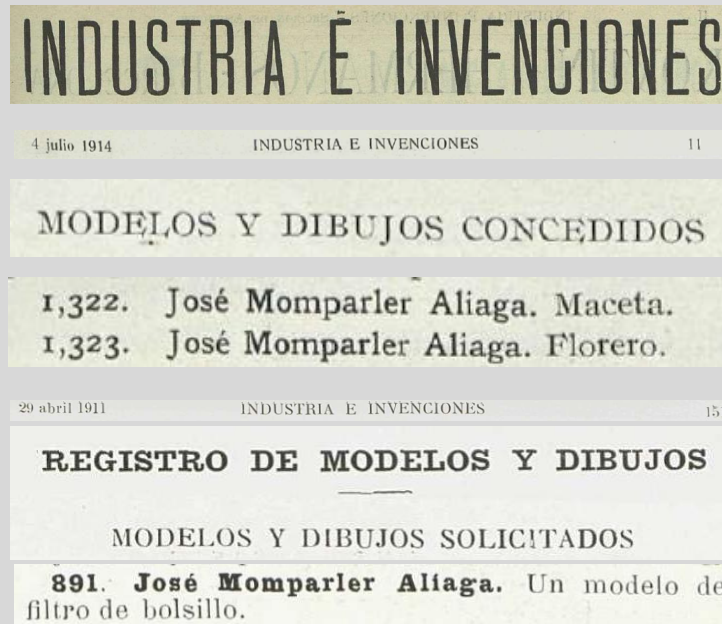 INDUSTRIA É INVENCIONES
4 julio 1914 INDUSTRIA E INVENCIONES 11
MODELOS Y DIBUJOS CONCEDIDOS
1,322. José Momparler Aliaga. Maceta.
1,323. José Momparler Aliaga. Florero.
29 abril 1911 INDUSTRIA E INVENCIONES 15
REGISTRO DE MODELOS Y DIBUJOS
MODELOS Y DIBUJOS SOLICITADOS
891. José Momparler Aliaga. Un modelo de
filtro de bolsillo.